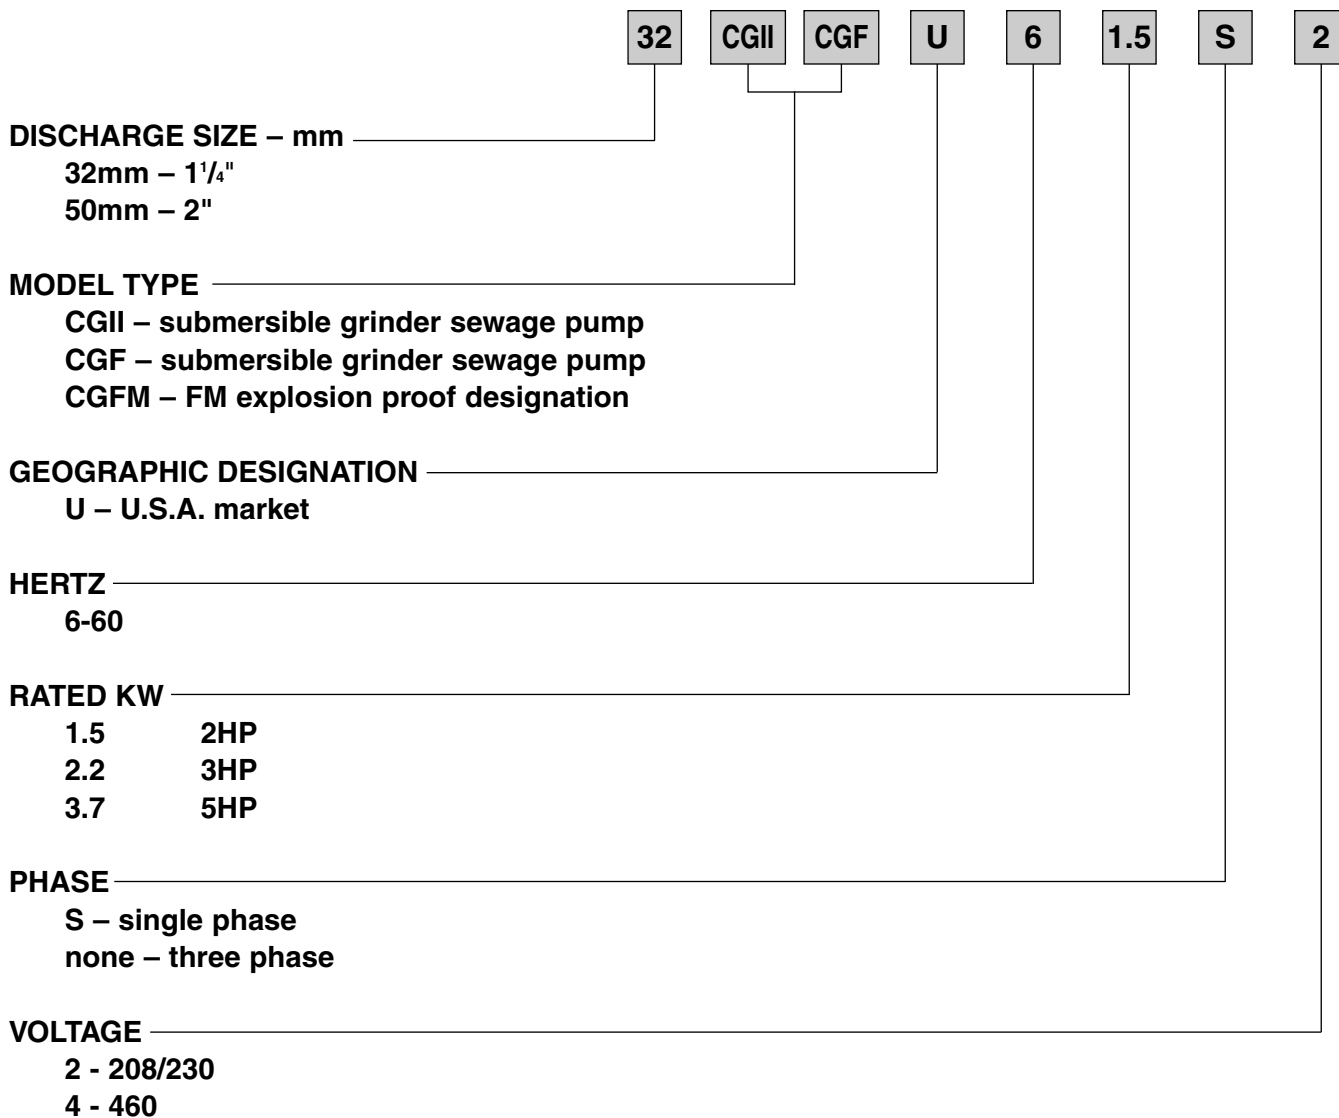 32 CGII CGF U 6 1.5 S 2
DISCHARGE SIZE – mm
32mm – 1 1/4"
50mm – 2"
MODEL TYPE
CGII – submersible grinder sewage pump
CGF – submersible grinder sewage pump
CGFM – FM explosion proof designation
GEOGRAPHIC DESIGNATION
U – U.S.A. market
HERTZ
6-60
RATED KW
1.5 2HP
2.2 3HP
3.7 5HP
PHASE
S – single phase
none – three phase
VOLTAGE
2 - 208/230
4 - 460